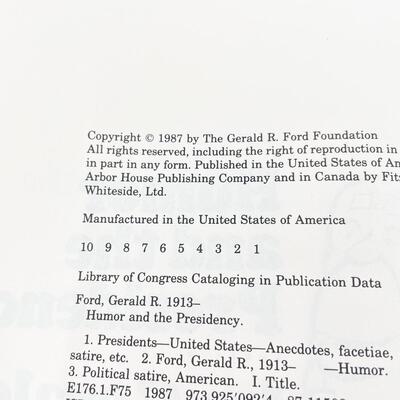 Copyright © 1987 by The Gerald R. Ford Foundation
All rights reserved, including the right of reproduction in
in part in any form. Published in the United States of
Arbor House Publishing Company and in Canada by
Whiteside, Ltd.
Manufactured in the United States of America
10 9 8 7 6 5 4 3 2 1
Library of Congress Cataloging in Publication Data
Ford, Gerald R. 1913–
Humor and the Presidency.
1. Presidents—United States—Anecdotes, facetiae,
satire, etc. 2. Ford, Gerald R., 1913– —Humor.
3. Political satire, American. I. Title.
E176.1.F75 1987 973.925'092'4